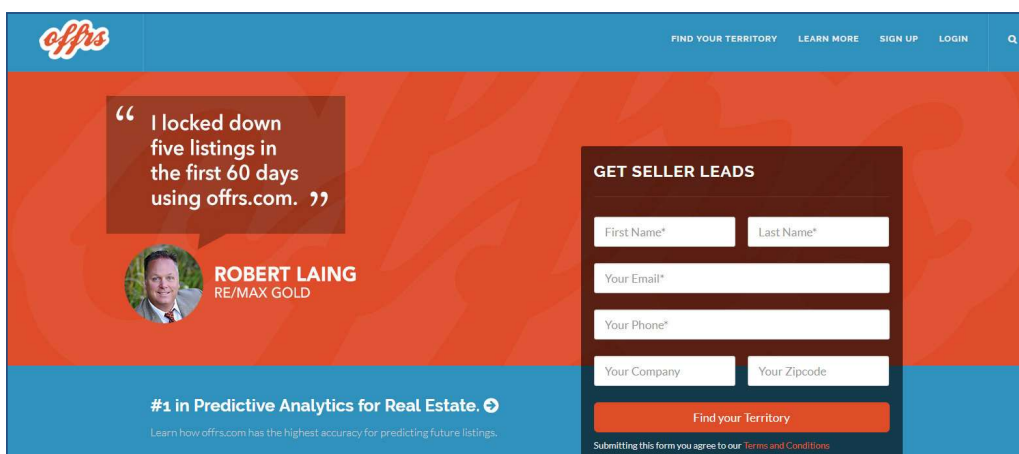 offrs
FIND YOUR TERRITORY LEARN MORE SIGN UP LOGIN
“ I locked down
five listings in
the first 60 days
using offrs.com. ”
ROBERT LAING
RE/MAX GOLD
GET SELLER LEADS
First Name* Last Name*
Your Email*
Your Phone*
Your Company Your Zipcode
Find your Territory
Submitting this form you agree to our Terms and Conditions
#1 in Predictive Analytics for Real Estate.
Learn how offrs.com has the highest accuracy for predicting future listings.